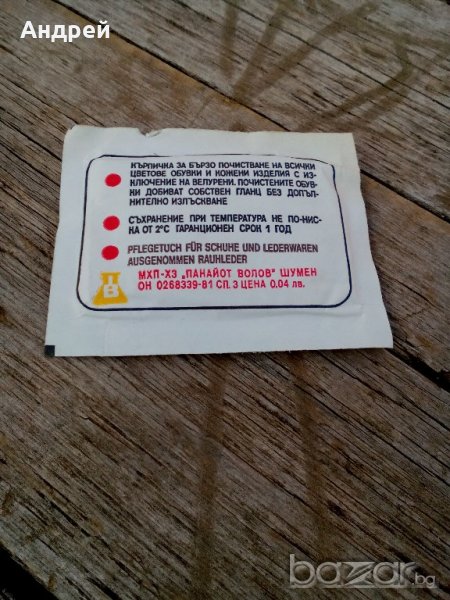 Андрей
КЪРПИЧКА ЗА БЪРЗО ПОЧИСТВАНЕ НА ВСИЧКИ
ЦВЕТОВЕ ОБУВКИ И КОЖЕНИ ИЗДЕЛИЯ С ИЗ-
КЛЮЧЕНИЕ НА ВЕЛУРЕНИ. ПОЧИСТЕНИТЕ ОБУВ-
КИ ДОБИВАТ СОБСТВЕН ГЛАНЦ БЕЗ ДОПЪЛ-
НИТЕЛНО ИЗЛЪСКВАНЕ
СЪХРАНЕНИЕ ПРИ ТЕМПЕРАТУРА НЕ ПО-НИС-
КА ОТ 2°С ГАРАНЦИОНЕН СРОК 1 ГОД
PFLEGETUCH FÜR SCHUHE UND LEDERWAREN
AUSGENOMMEN RAUHLEDER
МХП-ХЗ „ПАНАЙОТ ВОЛОВ" ШУМЕН
ОН 0268339-81 СП. 3 ЦЕНА 0.04 лв.
В
bazar.bg